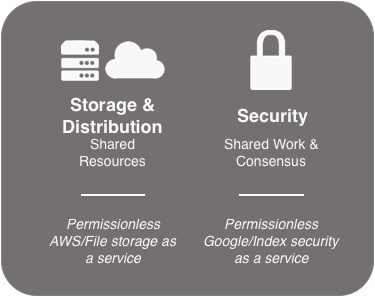 Storage &
Distribution
Shared
Resources
Permissionless
AWS/File storage as
a service
Security
Shared Work &
Consensus
Permissionless
Google/Index security
as a service